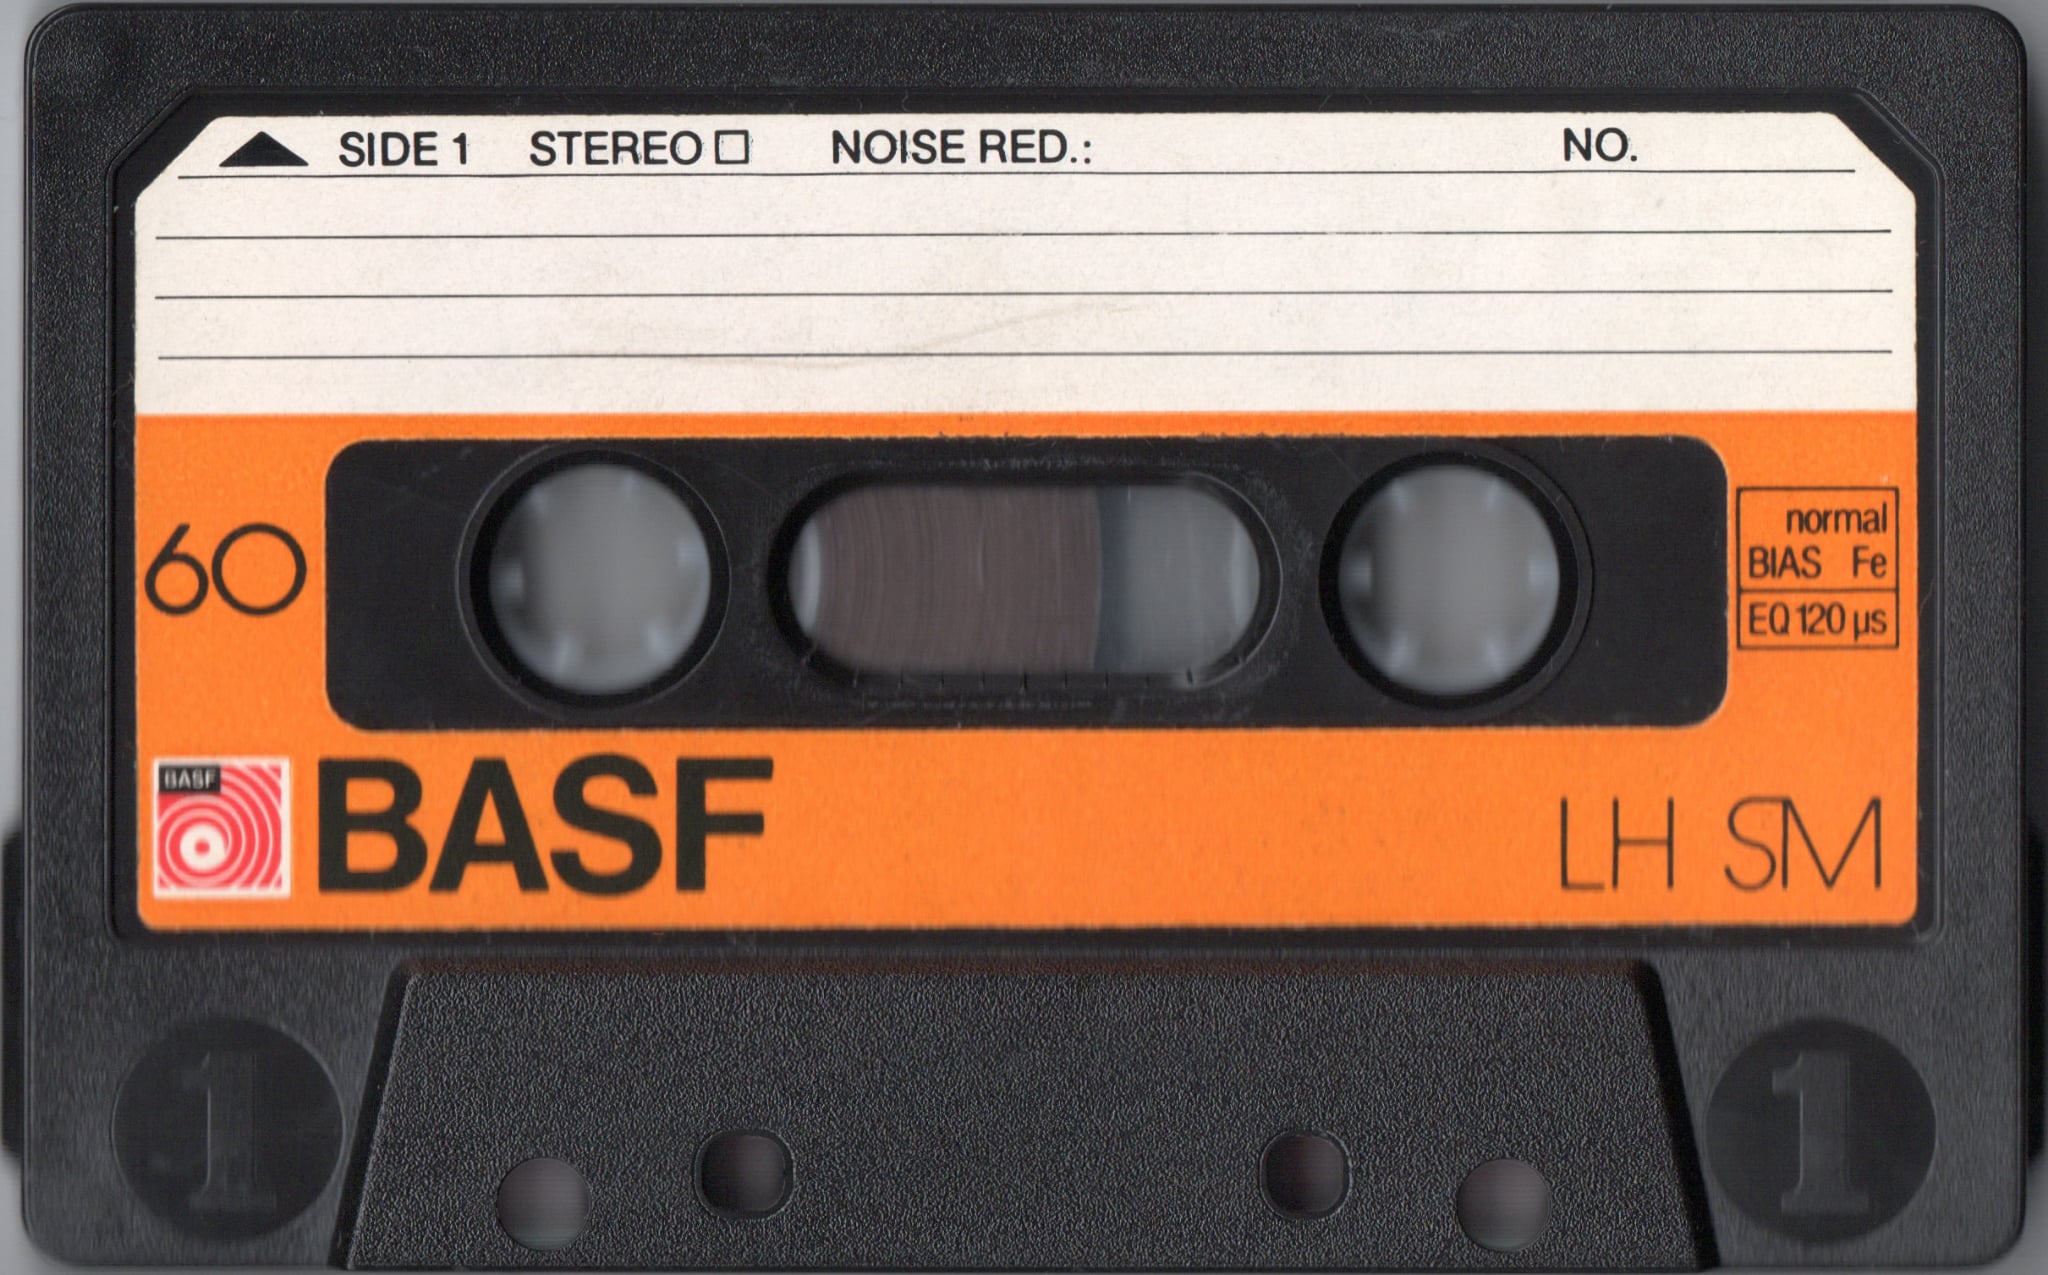 SIDE 1 STEREO NOISE RED.: NO.
60
normal
BIAS Fe
EQ 120 µs
BASF
BASF
LH SM
1 1